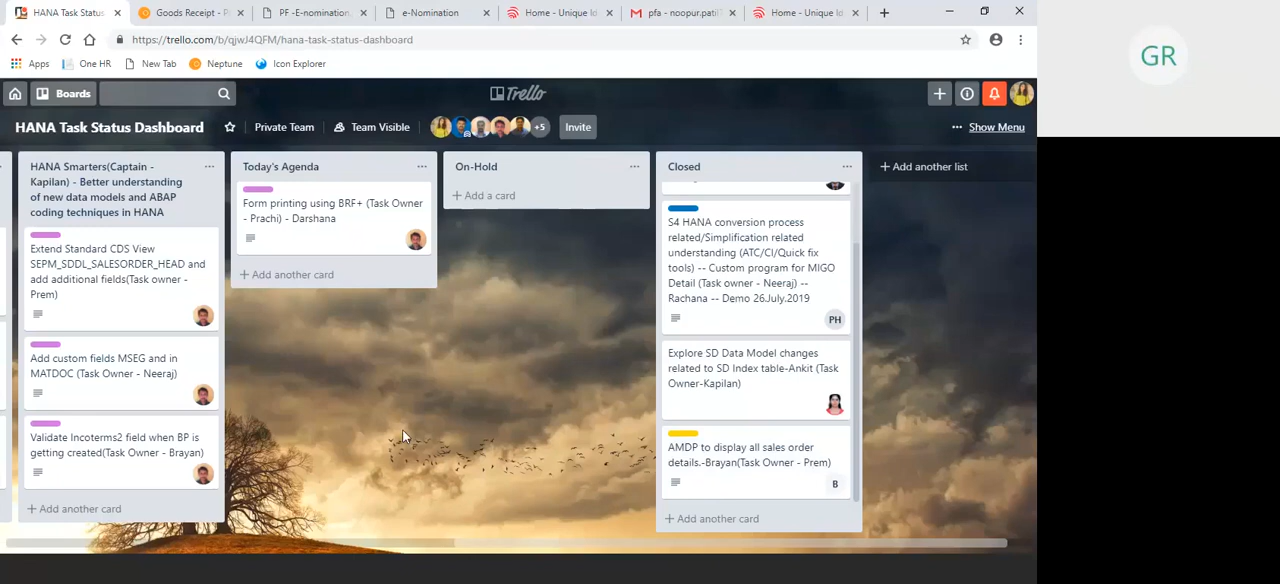 HANA Task Status
Goods Receipt - P
PF -E-nomination,
e-Nomination
Home - Unique Id
pfa - noopur.patil
Home - Unique Id
https://trello.com/b/qjwJ4QFM/hana-task-status-dashboard
Apps
One HR
New Tab
Neptune
Icon Explorer
Boards
Trello
HANA Task Status Dashboard
Private Team
Team Visible
+5
Invite
Show Menu
HANA Smarters(Captain -
Kapilan) - Better understanding
of new data models and ABAP
coding techniques in HANA
Extend Standard CDS View
SEPM_SDDL_SALESORDER_HEAD and
add additional fields(Task owner -
Prem)
Add custom fields MSEG and in
MATDOC (Task Owner - Neeraj)
Validate Incoterms2 field when BP is
getting created(Task Owner - Brayan)
+ Add another card
Today's Agenda
Form printing using BRF+ (Task Owner
- Prachi) - Darshana
+ Add another card
On-Hold
+ Add a card
Closed
S4 HANA conversion process
related/Simplification related
understanding (ATC/CI/Quick fix
tools) -- Custom program for MIGO
Detail (Task owner - Neeraj) --
Rachana -- Demo 26.July.2019
PH
Explore SD Data Model changes
related to SD Index table-Ankit (Task
Owner-Kapilan)
AMDP to display all sales order
details.-Brayan(Task Owner - Prem)
B
+ Add another card
+ Add another list
GR